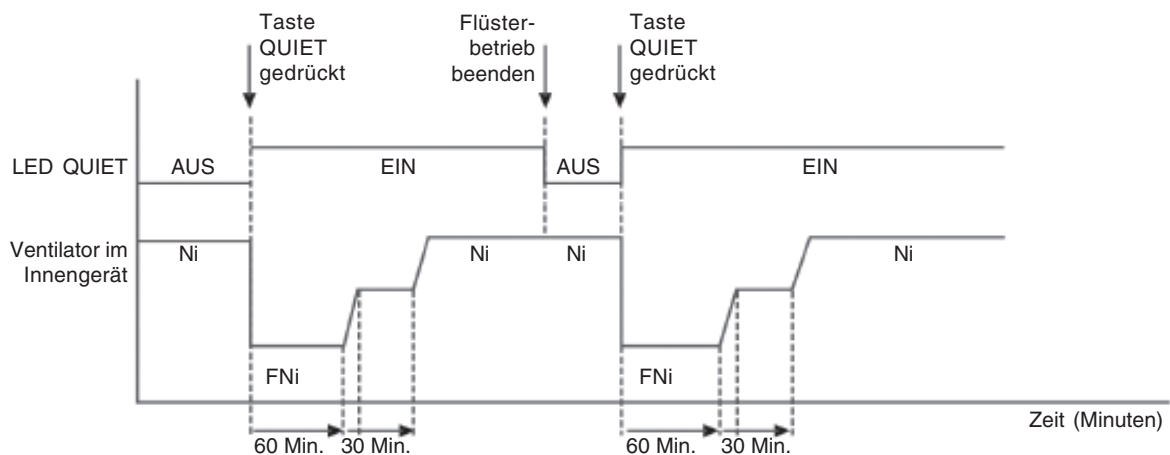 Taste
QUIET
gedrückt
Flüster-
betrieb
beenden
Taste
QUIET
gedrückt
LED QUIET
AUS
EIN
AUS
EIN
Ventilator im
Innengerät
Ni
Ni
Ni
Ni
FNi
FNi
Zeit (Minuten)
60 Min.
30 Min.
60 Min.
30 Min.